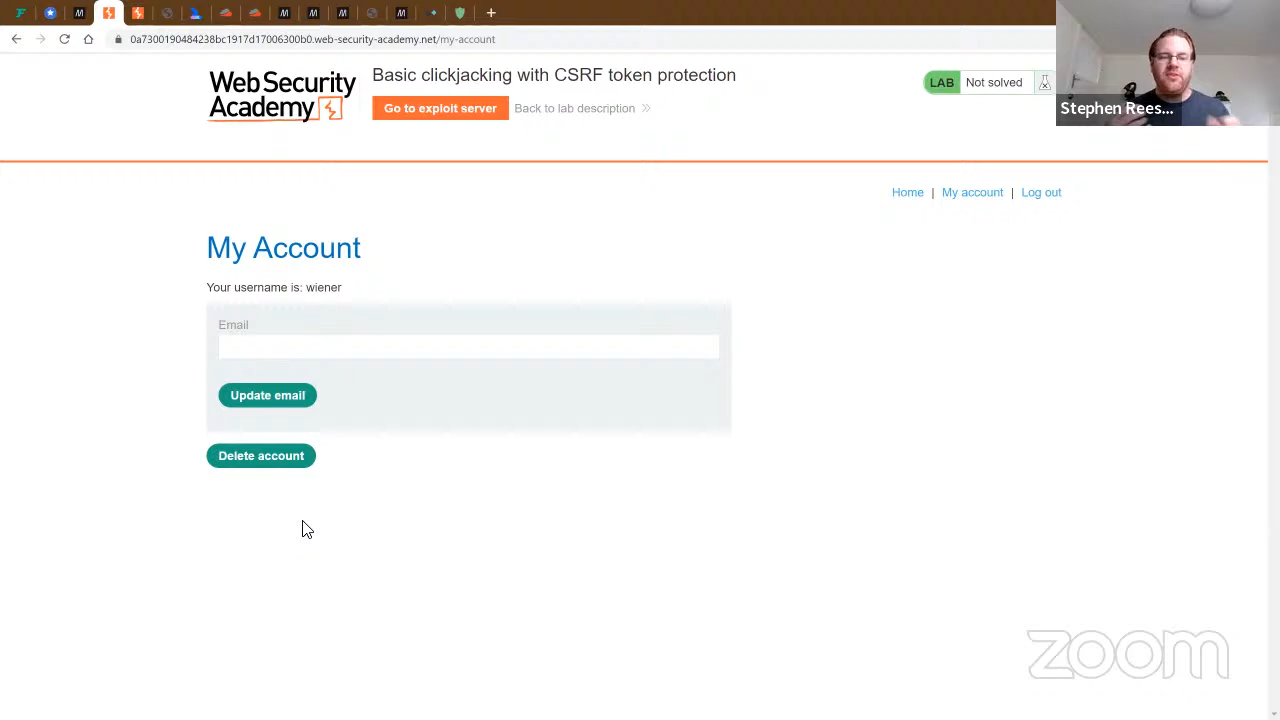 0a7300190484238bc1917d17006300b0.web-security-academy.net/my-account
Web Security
Academy
Basic clickjacking with CSRF token protection
Go to exploit server
Back to lab description
LAB
Not solved
Stephen Rees...
Home | My account | Log out
My Account
Your username is: wiener
Email
Update email
Delete account
zoom